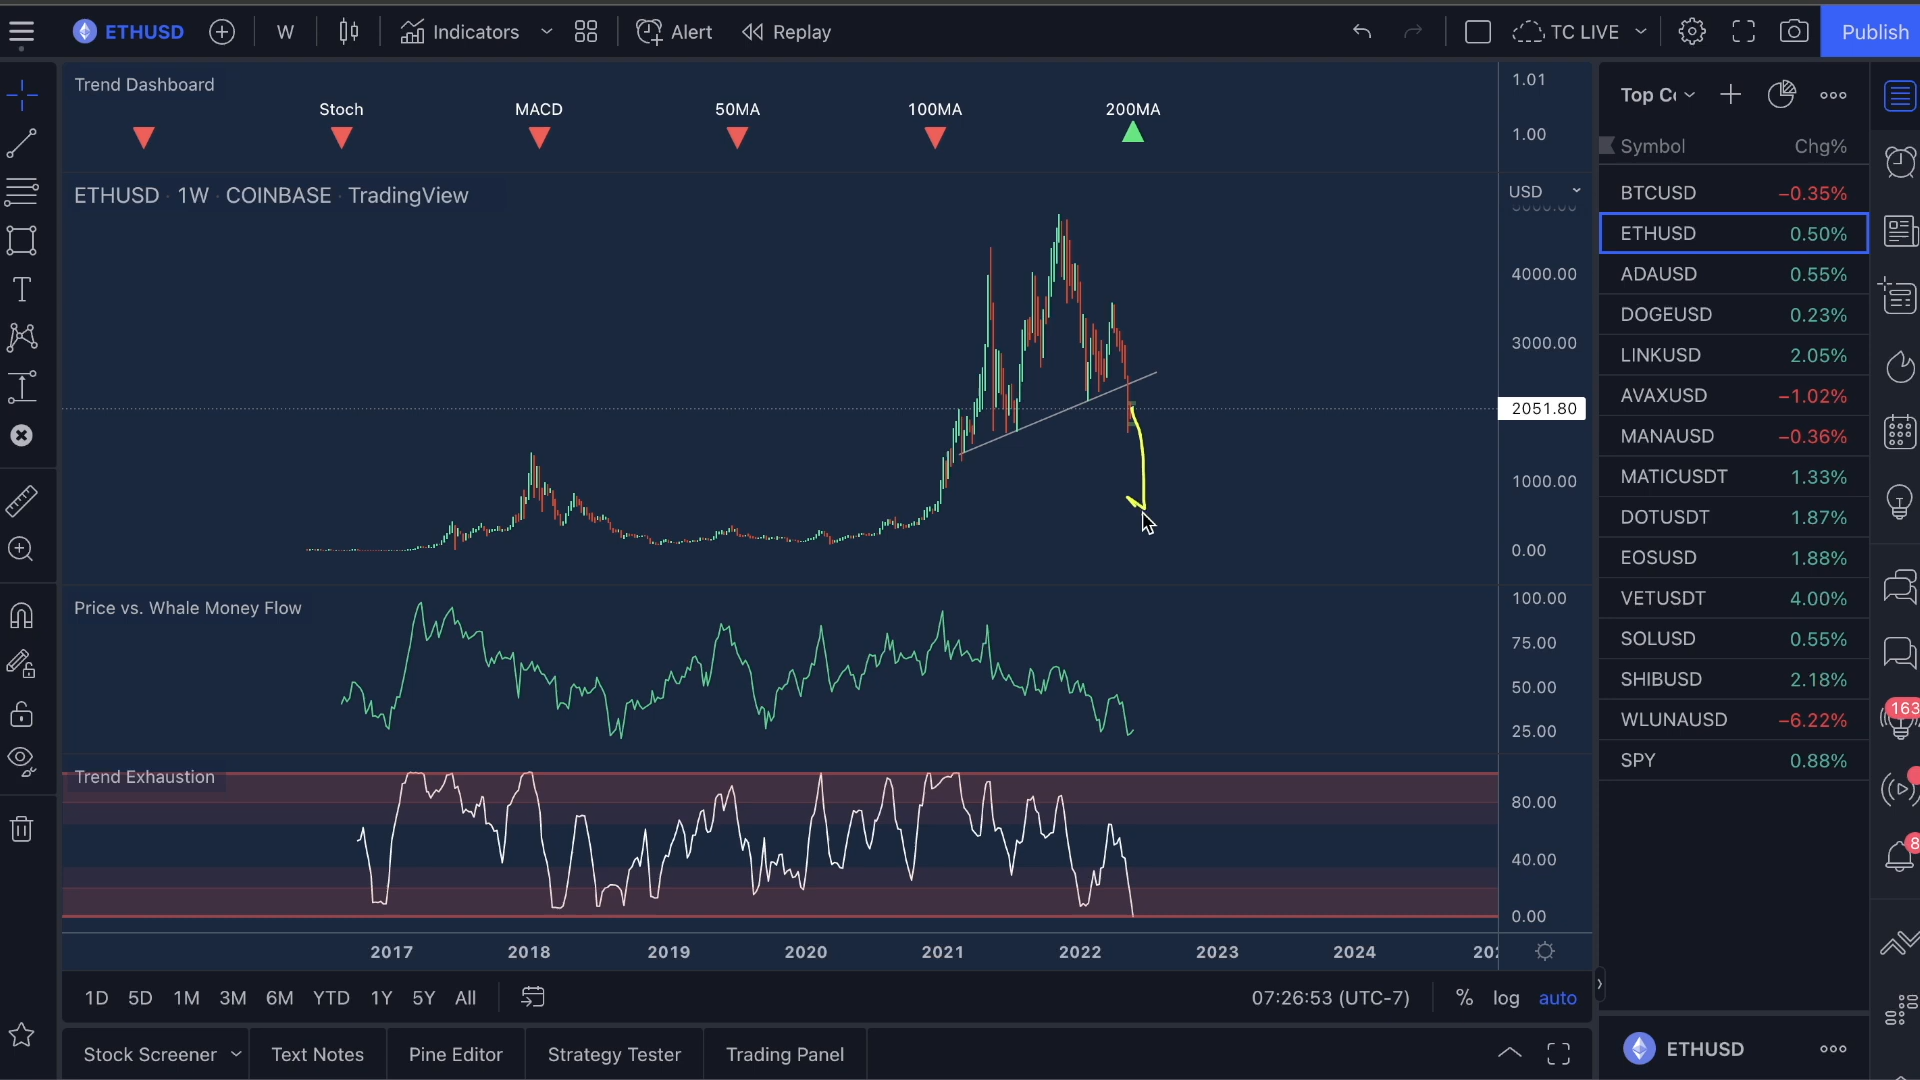 ETHUSD W Indicators Alert Replay TC LIVE Publish
Trend Dashboard
Stoch MACD 50MA 100MA 200MA
1.01
1.00
ETHUSD · 1W · COINBASE · TradingView
USD
4000.00
3000.00
2051.80
1000.00
0.00
Price vs. Whale Money Flow
100.00
75.00
50.00
25.00
Trend Exhaustion
80.00
40.00
0.00
2017 2018 2019 2020 2021 2022 2023 2024
1D 5D 1M 3M 6M YTD 1Y 5Y All
07:26:53 (UTC-7) % log auto
Stock Screener Text Notes Pine Editor Strategy Tester Trading Panel
Symbol Chg%
BTCUSD −0.35%
ETHUSD 0.50%
ADAUSD 0.55%
DOGEUSD 0.23%
LINKUSD 2.05%
AVAXUSD −1.02%
MANAUSD −0.36%
MATICUSDT 1.33%
DOTUSDT 1.87%
EOSUSD 1.88%
VETUSDT 4.00%
SOLUSD 0.55%
SHIBUSD 2.18%
WLUNAUSD −6.22%
SPY 0.88%
ETHUSD
163
8